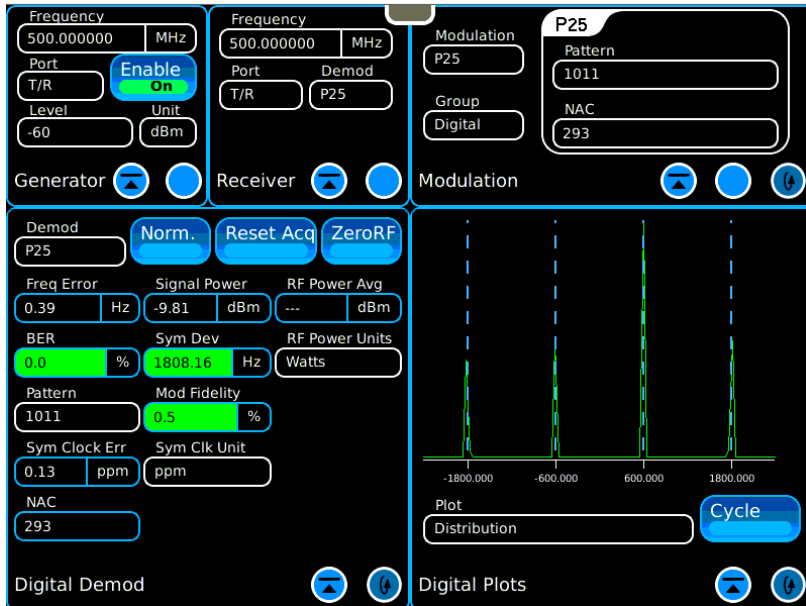 Frequency
500.000000 MHz
Port
T/R
Enable
On
Level
-60
Unit
dBm
Generator
Frequency
500.000000 MHz
Port
T/R
Demod
P25
Receiver
Modulation
P25
Group
Digital
P25
Pattern
1011
NAC
293
Modulation
Demod
P25
Norm.
Reset Acq
ZeroRF
Freq Error
0.39 Hz
Signal Power
-9.81 dBm
RF Power Avg
--- dBm
BER
0.0 %
Sym Dev
1808.16 Hz
RF Power Units
Watts
Pattern
1011
Mod Fidelity
0.5 %
Sym Clock Err
0.13 ppm
Sym Clk Unit
ppm
NAC
293
Digital Demod
-1800.000 -600.000 600.000 1800.000
Plot
Distribution
Cycle
Digital Plots